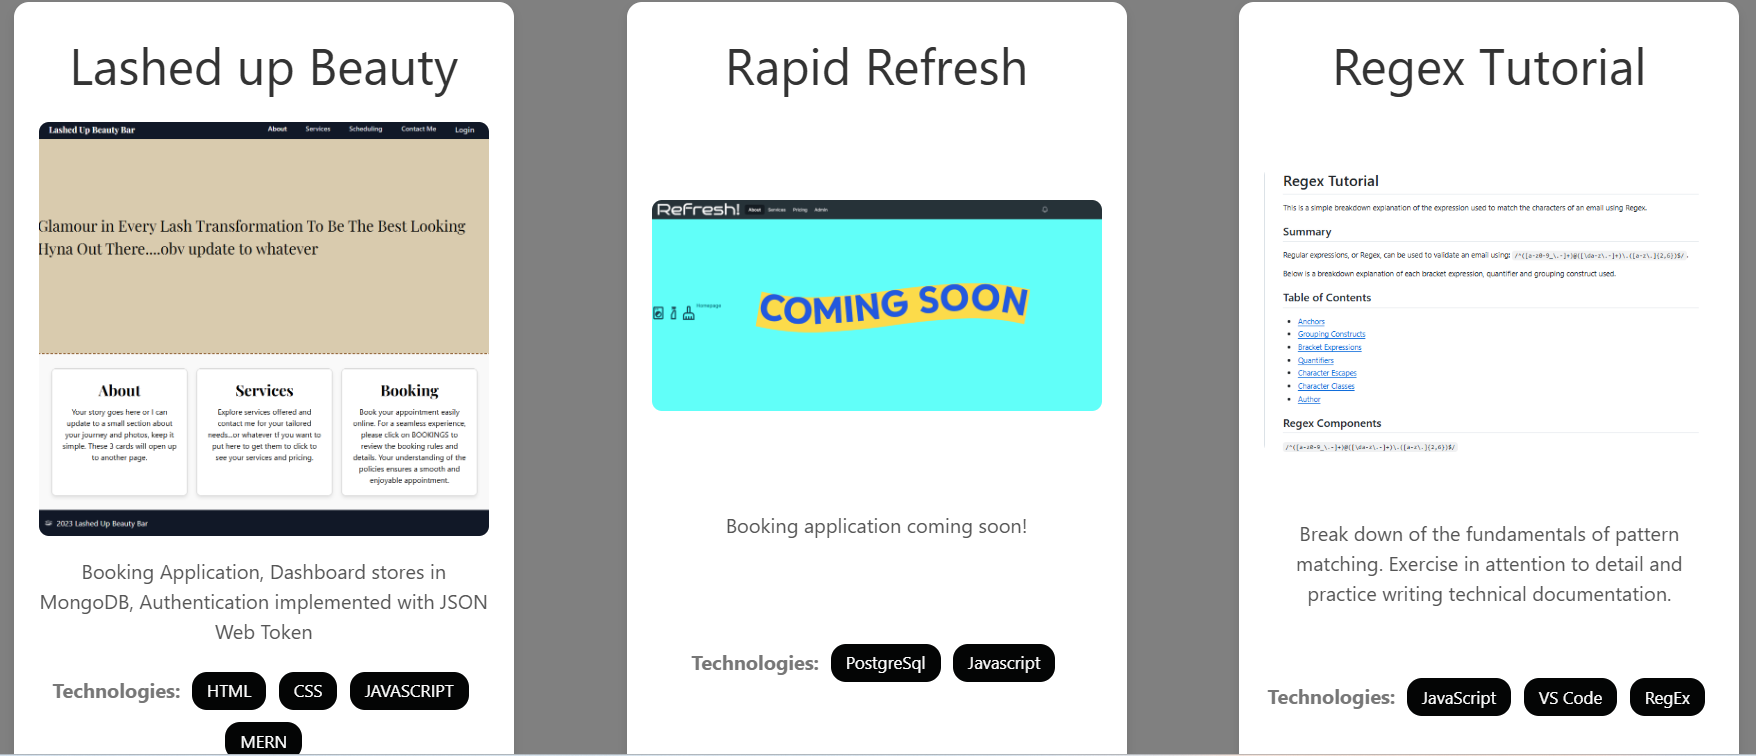 Lashed up Beauty
Lashed Up Beauty Bar
About Services Scheduling Contact Me Login
Glamour in Every Lash Transformation To Be The Best Looking
Hyna Out There....obv update to whatever
About
Your story goes here or I can
update to a small section about
your journey and photos, keep it
simple. These 3 cards will open up
to another page.
Services
Explore services offered and
contact me for your tailored
needs...or whatever tf you want to
put here to get them to click to
see your services and pricing.
Booking
Book your appointment easily
online. For a seamless experience,
please click on BOOKINGS to
review the booking rules and
details. Your understanding of the
policies ensures a smooth and
enjoyable appointment.
2023 Lashed Up Beauty Bar
Booking Application, Dashboard stores in
MongoDB, Authentication implemented with JSON
Web Token
Technologies: HTML CSS JAVASCRIPT
MERN
Rapid Refresh
Refresh! About Services Pricing Admin
Homepage
COMING SOON
Booking application coming soon!
Technologies: PostgreSql Javascript
Regex Tutorial
Regex Tutorial
This is a simple breakdown explanation of the expression used to match the characters of an email using Regex.
Summary
Regular expressions, or Regex, can be used to validate an email using: /^([a-z0-9_\.-]+)@([\da-z\.-]+)\.([a-z\.]{2,6})$/ .
Below is a breakdown explanation of each bracket expression, quantifier and grouping construct used.
Table of Contents
Anchors
Grouping Constructs
Bracket Expressions
Quantifiers
Character Escapes
Character Classes
Author
Regex Components
/^([a-z0-9_\.-]+)@([\da-z\.-]+)\.([a-z\.]{2,6})$/
Break down of the fundamentals of pattern
matching. Exercise in attention to detail and
practice writing technical documentation.
Technologies: JavaScript VS Code RegEx